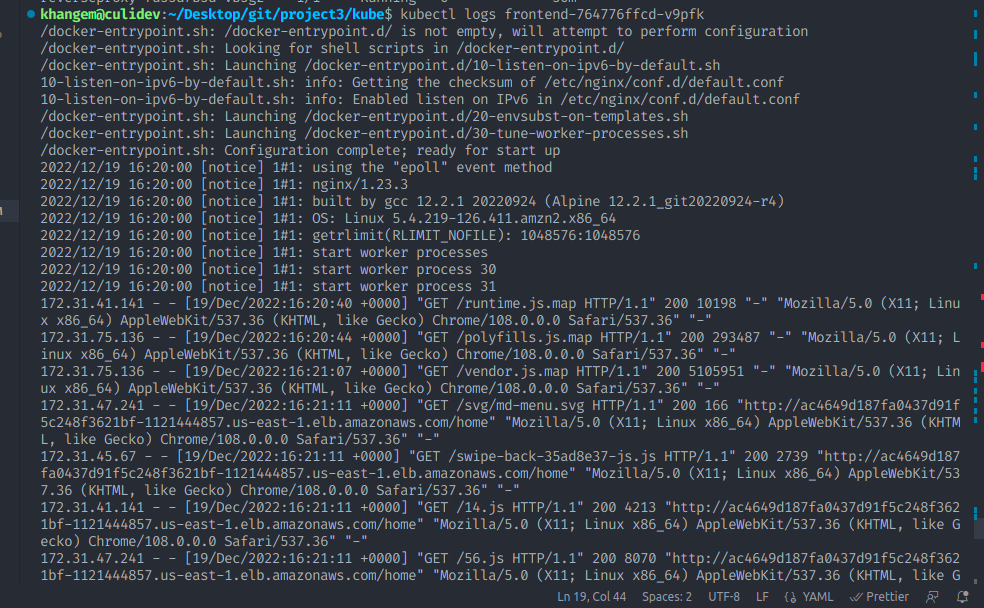 khangem@culidev:~/Desktop/git/project3/kube$ kubectl logs frontend-764776ffcd-v9pfk
/docker-entrypoint.sh: /docker-entrypoint.d/ is not empty, will attempt to perform configuration
/docker-entrypoint.sh: Looking for shell scripts in /docker-entrypoint.d/
/docker-entrypoint.sh: Launching /docker-entrypoint.d/10-listen-on-ipv6-by-default.sh
10-listen-on-ipv6-by-default.sh: info: Getting the checksum of /etc/nginx/conf.d/default.conf
10-listen-on-ipv6-by-default.sh: info: Enabled listen on IPv6 in /etc/nginx/conf.d/default.conf
/docker-entrypoint.sh: Launching /docker-entrypoint.d/20-envsubst-on-templates.sh
/docker-entrypoint.sh: Launching /docker-entrypoint.d/30-tune-worker-processes.sh
/docker-entrypoint.sh: Configuration complete; ready for start up
2022/12/19 16:20:00 [notice] 1#1: using the "epoll" event method
2022/12/19 16:20:00 [notice] 1#1: nginx/1.23.3
2022/12/19 16:20:00 [notice] 1#1: built by gcc 12.2.1 20220924 (Alpine 12.2.1_git20220924-r4)
2022/12/19 16:20:00 [notice] 1#1: OS: Linux 5.4.219-126.411.amzn2.x86_64
2022/12/19 16:20:00 [notice] 1#1: getrlimit(RLIMIT_NOFILE): 1048576:1048576
2022/12/19 16:20:00 [notice] 1#1: start worker processes
2022/12/19 16:20:00 [notice] 1#1: start worker process 30
2022/12/19 16:20:00 [notice] 1#1: start worker process 31
172.31.41.141 - - [19/Dec/2022:16:20:40 +0000] "GET /runtime.js.map HTTP/1.1" 200 10198 "-" "Mozilla/5.0 (X11; Linu
x x86_64) AppleWebKit/537.36 (KHTML, like Gecko) Chrome/108.0.0.0 Safari/537.36" "-"
172.31.75.136 - - [19/Dec/2022:16:20:44 +0000] "GET /polyfills.js.map HTTP/1.1" 200 293487 "-" "Mozilla/5.0 (X11; L
inux x86_64) AppleWebKit/537.36 (KHTML, like Gecko) Chrome/108.0.0.0 Safari/537.36" "-"
172.31.75.136 - - [19/Dec/2022:16:21:07 +0000] "GET /vendor.js.map HTTP/1.1" 200 5105951 "-" "Mozilla/5.0 (X11; Lin
ux x86_64) AppleWebKit/537.36 (KHTML, like Gecko) Chrome/108.0.0.0 Safari/537.36" "-"
172.31.47.241 - - [19/Dec/2022:16:21:11 +0000] "GET /svg/md-menu.svg HTTP/1.1" 200 166 "http://ac4649d187fa0437d91f
5c248f3621bf-1121444857.us-east-1.elb.amazonaws.com/home" "Mozilla/5.0 (X11; Linux x86_64) AppleWebKit/537.36 (KHTM
L, like Gecko) Chrome/108.0.0.0 Safari/537.36" "-"
172.31.45.67 - - [19/Dec/2022:16:21:11 +0000] "GET /swipe-back-35ad8e37-js.js HTTP/1.1" 200 2739 "http://ac4649d187
fa0437d91f5c248f3621bf-1121444857.us-east-1.elb.amazonaws.com/home" "Mozilla/5.0 (X11; Linux x86_64) AppleWebKit/53
7.36 (KHTML, like Gecko) Chrome/108.0.0.0 Safari/537.36" "-"
172.31.41.141 - - [19/Dec/2022:16:21:11 +0000] "GET /14.js HTTP/1.1" 200 4213 "http://ac4649d187fa0437d91f5c248f362
1bf-1121444857.us-east-1.elb.amazonaws.com/home" "Mozilla/5.0 (X11; Linux x86_64) AppleWebKit/537.36 (KHTML, like G
ecko) Chrome/108.0.0.0 Safari/537.36" "-"
172.31.47.241 - - [19/Dec/2022:16:21:11 +0000] "GET /56.js HTTP/1.1" 200 8070 "http://ac4649d187fa0437d91f5c248f362
1bf-1121444857.us-east-1.elb.amazonaws.com/home" "Mozilla/5.0 (X11; Linux x86_64) AppleWebKit/537.36 (KHTML, like G
Ln 19, Col 44 Spaces: 2 UTF-8 LF YAML Prettier